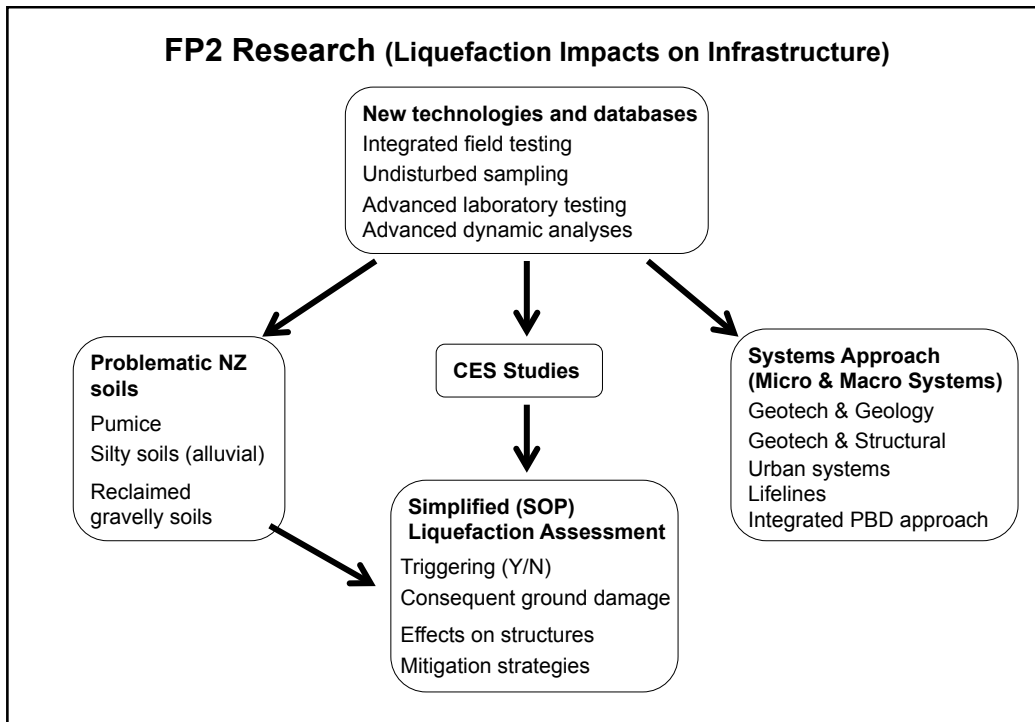 FP2 Research (Liquefaction Impacts on Infrastructure)
New technologies and databases
Integrated field testing
Undisturbed sampling
Advanced laboratory testing
Advanced dynamic analyses
Problematic NZ
soils
Pumice
Silty soils (alluvial)
Reclaimed
gravelly soils
CES Studies
Systems Approach
(Micro & Macro Systems)
Geotech & Geology
Geotech & Structural
Urban systems
Lifelines
Integrated PBD approach
Simplified (SOP)
Liquefaction Assessment
Triggering (Y/N)
Consequent ground damage
Effects on structures
Mitigation strategies